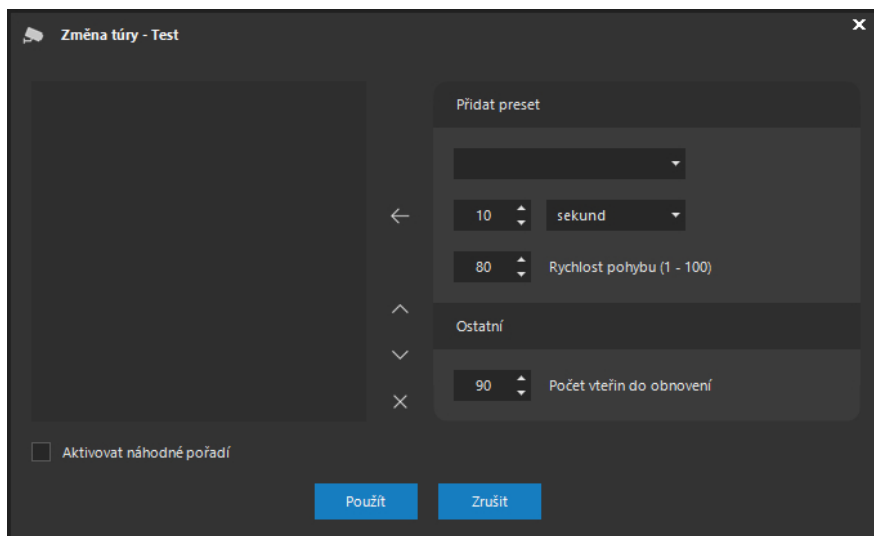 Změna túry - Test
Přidat preset
10 sekund
80 Rychlost pohybu (1 - 100)
Ostatní
90 Počet vteřin do obnovení
Aktivovat náhodné pořadí
Použít Zrušit